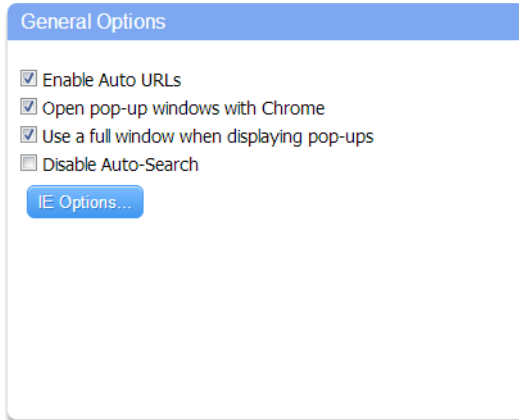 General Options
Enable Auto URLs
Open pop-up windows with Chrome
Use a full window when displaying pop-ups
Disable Auto-Search
IE Options...